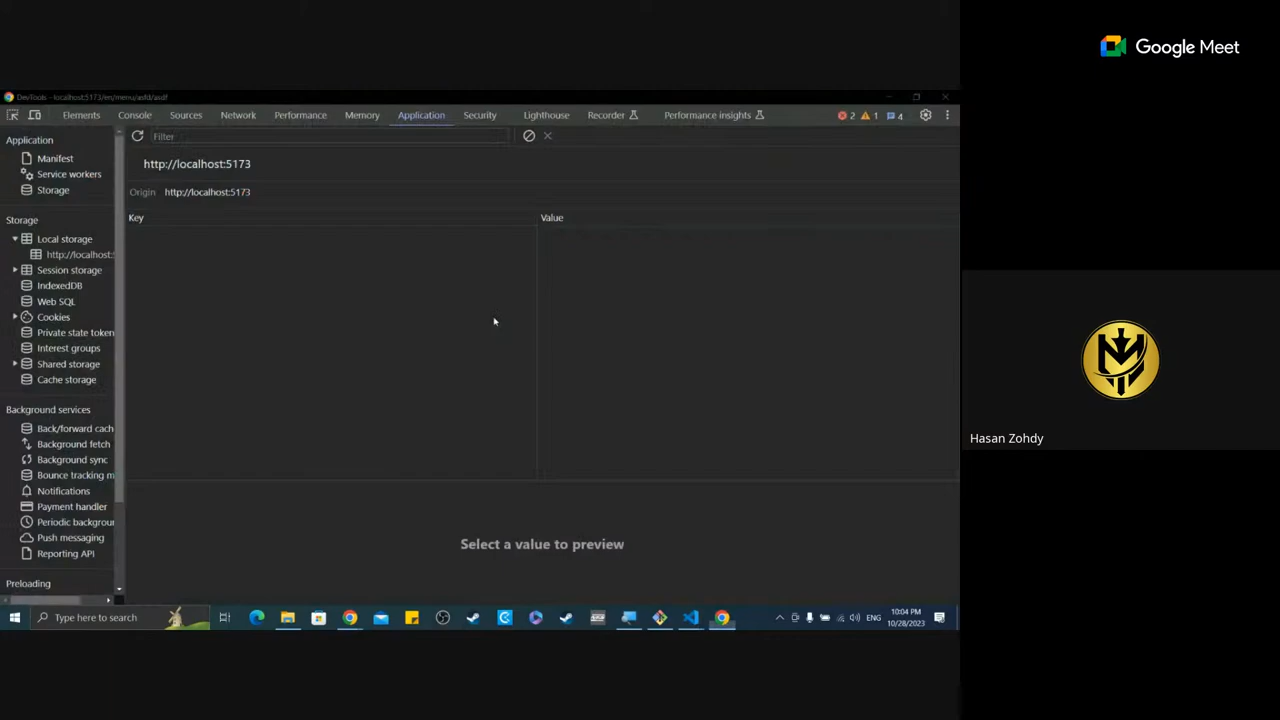 Google Meet
DevTools - localhost:5173/en/menu/asfd/asdf
Elements Console Sources Network Performance Memory Application Security Lighthouse Recorder Performance insights 2 1 4
Application
Manifest
Service workers
Storage
Storage
Local storage
http://localhost:5
Session storage
IndexedDB
Web SQL
Cookies
Private state token
Interest groups
Shared storage
Cache storage
Background services
Back/forward cach
Background fetch
Background sync
Bounce tracking m
Notifications
Payment handler
Periodic backgrour
Push messaging
Reporting API
Preloading
Filter
http://localhost:5173
Origin http://localhost:5173
Key Value
Select a value to preview
Hasan Zohdy
Type here to search
ENG
10:04 PM
10/28/2023